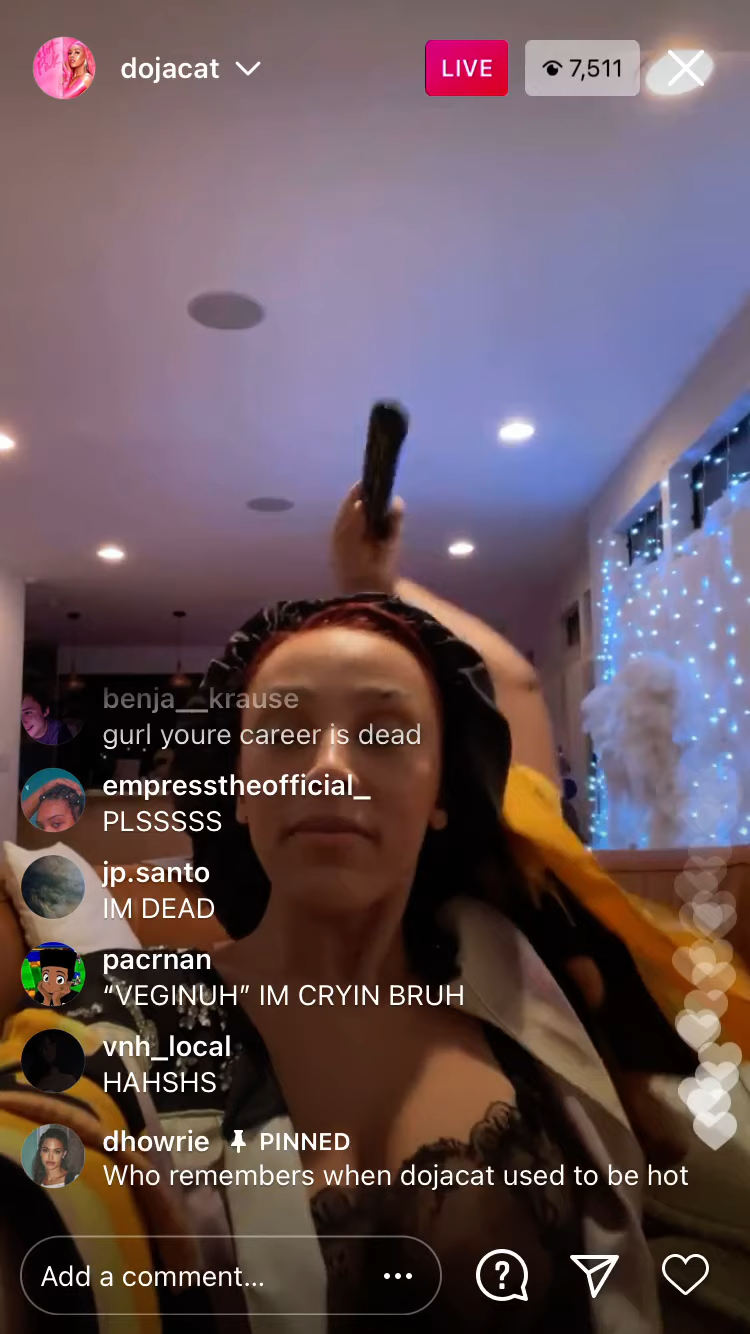 dojacat
LIVE
7,511
benja__krause
gurl youre career is dead
empresstheofficial_
PLSSSSS
jp.santo
IM DEAD
pacrnan
“VEGINUH” IM CRYIN BRUH
vnh_local
HAHSHS
dhowrie PINNED
Who remembers when dojacat used to be hot
Add a comment...